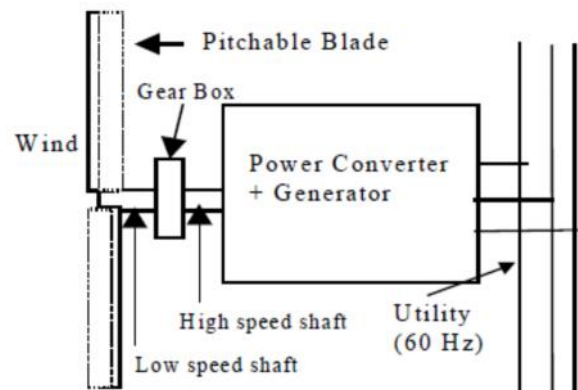 Pitchable Blade
Gear Box
Wind
Power Converter
+ Generator
High speed shaft
Low speed shaft
Utility
(60 Hz)